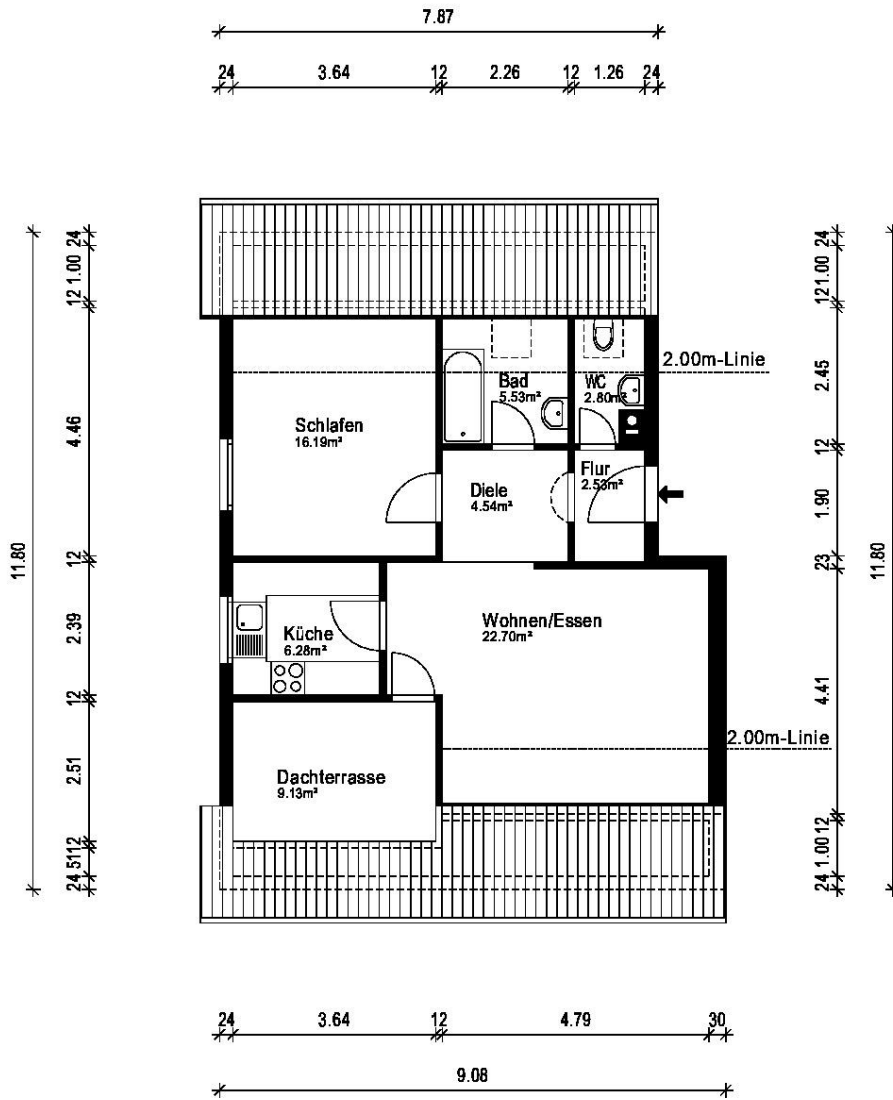 7.87
24 3.64 12 2.26 12 1.26 24
24
1.00
12
4.46
12
2.39
12
2.51
12
51
24
11.80
24
1.00
12
2.45
12
1.90
23
4.41
12
1.00
24
11.80
2.00m-Linie
Bad
5.53m²
WC
2.80m²
Schlafen
16.19m²
Flur
2.53m²
Diele
4.54m²
Wohnen/Essen
22.70m²
Küche
6.28m²
2.00m-Linie
Dachterrasse
9.13m²
24 3.64 12 4.79 30
9.08